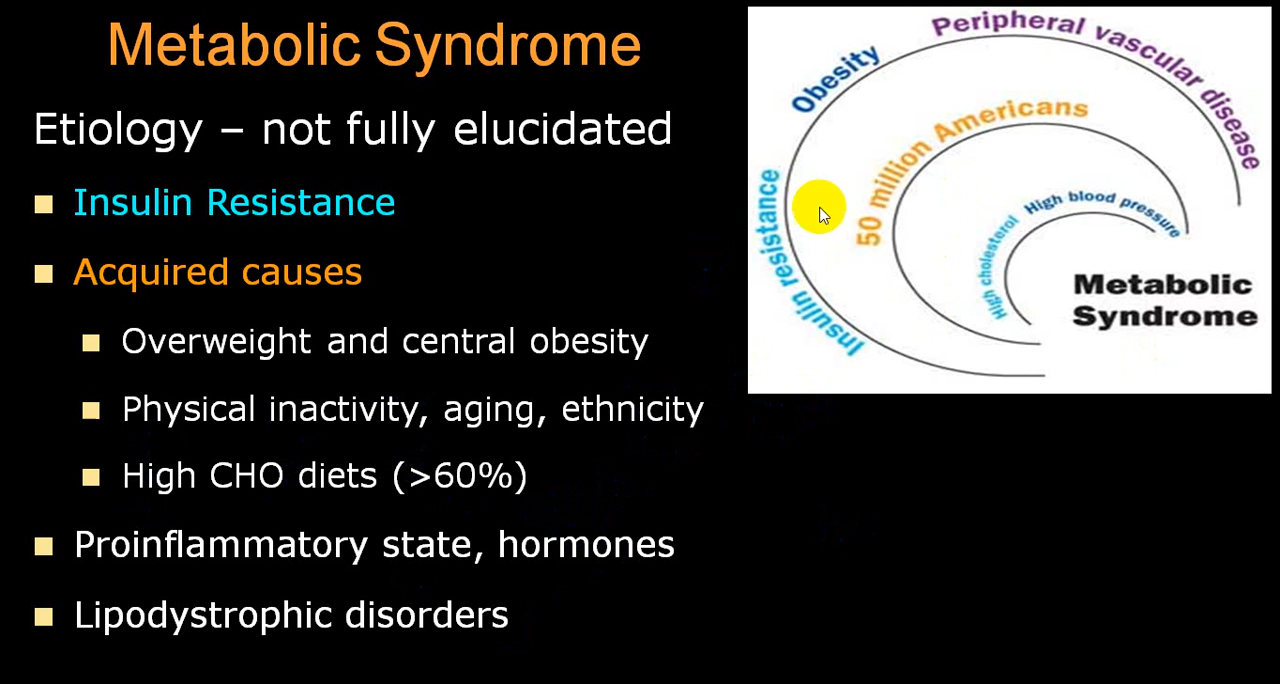 Metabolic Syndrome
Etiology – not fully elucidated
Insulin Resistance
Acquired causes
Overweight and central obesity
Physical inactivity, aging, ethnicity
High CHO diets (>60%)
Proinflammatory state, hormones
Lipodystrophic disorders
Peripheral vascular disease
Obesity
Insulin resistance
50 million Americans
High blood pressure
High cholesterol
Metabolic
Syndrome